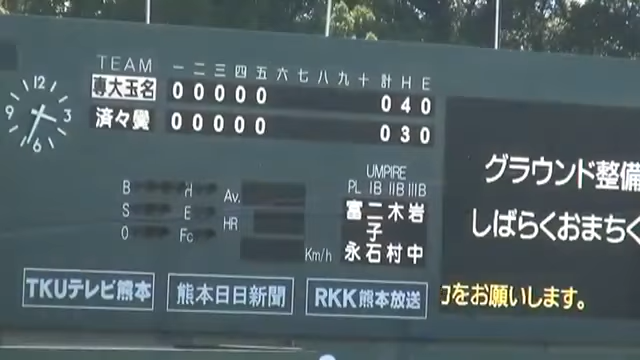 TEAM 一 二 三 四 五 六 七 八 九 十 計 H E
専大玉名 0 0 0 0 0 0 4 0
済々黌 0 0 0 0 0 0 3 0
12
3
6
9
UMPIRE
PL IB IIB IIIB
富永 二子石 木村 岩中
B H Av.
S E HR
O Fc Km/h
グラウンド整備
しばらくおまちく
をお願いします。
TKUテレビ熊本 熊本日日新聞 RKK熊本放送